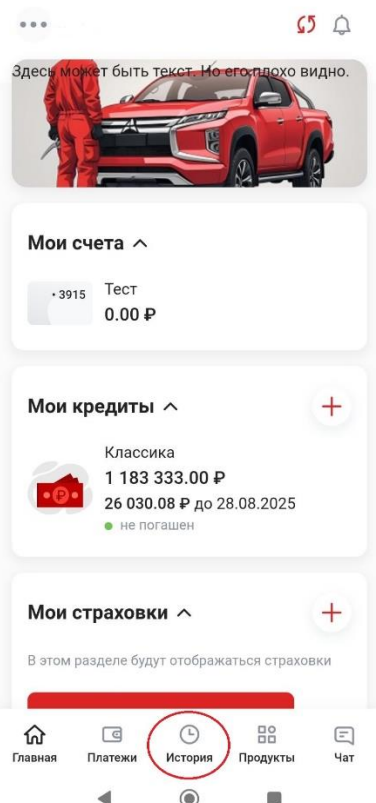 Здесь может быть текст. Но его плохо видно.
Мои счета
• 3915
Тест
0.00 ₽
Мои кредиты
Классика
1 183 333.00 ₽
26 030.08 ₽ до 28.08.2025
не погашен
Мои страховки
В этом разделе будут отображаться страховки
Главная
Платежи
История
Продукты
Чат